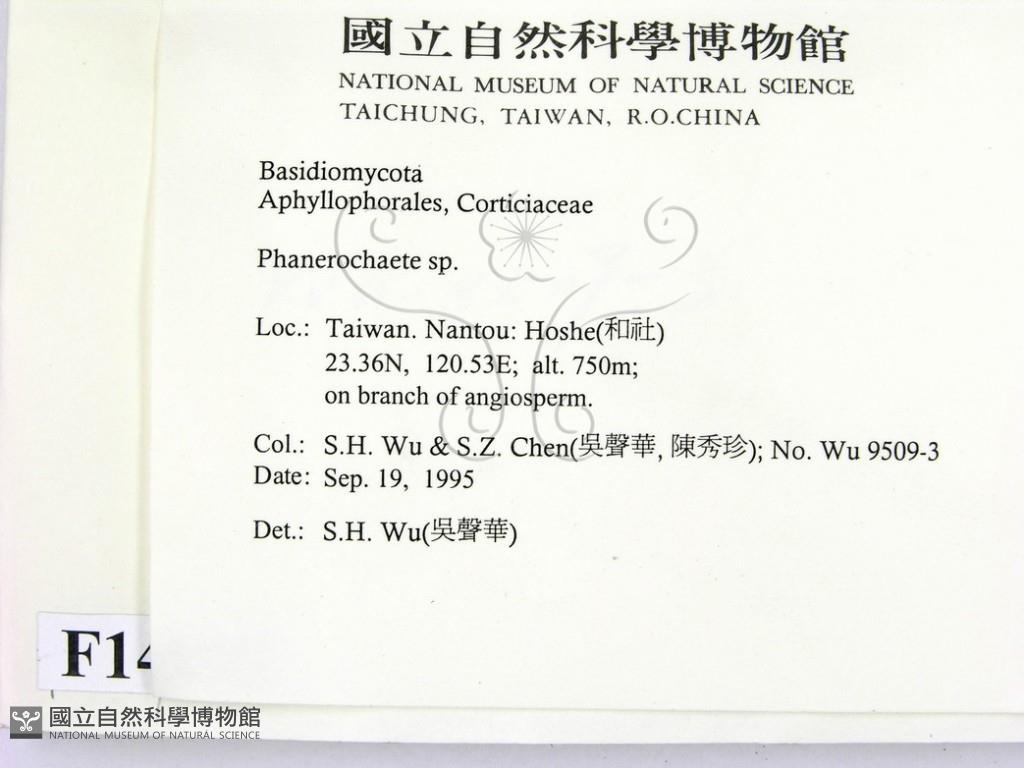 國立自然科學博物館
NATIONAL MUSEUM OF NATURAL SCIENCE
TAICHUNG, TAIWAN, R.O.CHINA
Basidiomycota
Aphyllophorales, Corticiaceae
Phanerochaete sp.
Loc.: Taiwan. Nantou: Hoshe(和社)
23.36N, 120.53E; alt. 750m;
on branch of angiosperm.
Col.: S.H. Wu & S.Z. Chen(吳聲華, 陳秀珍); No. Wu 9509-3
Date: Sep. 19, 1995
Det.: S.H. Wu(吳聲華)
F14
國立自然科學博物館
NATIONAL MUSEUM OF NATURAL SCIENCE